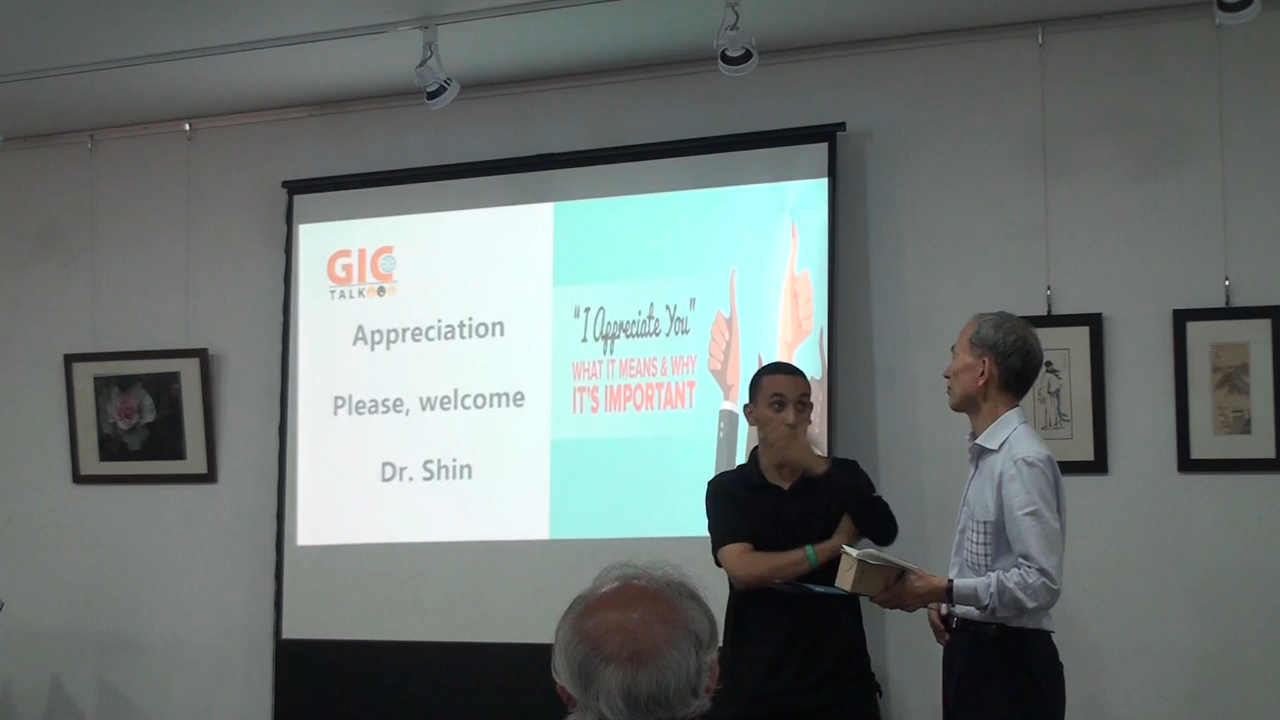 GIC
TALK
Appreciation
Please, welcome
Dr. Shin
"I Appreciate You"
WHAT IT MEANS & WHY
IT'S IMPORTANT